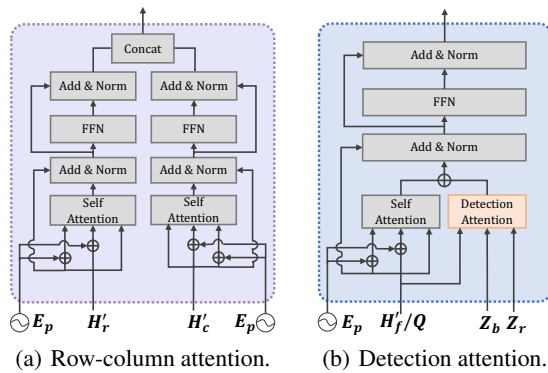 Concat
Add & Norm
Add & Norm
FFN
FFN
Add & Norm
Add & Norm
Self
Attention
Self
Attention
E_p
H'_r
H'_c
E_p
(a) Row-column attention.
Add & Norm
FFN
Add & Norm
Self
Attention
Detection
Attention
E_p
H'_f/Q
Z_b
Z_r
(b) Detection attention.